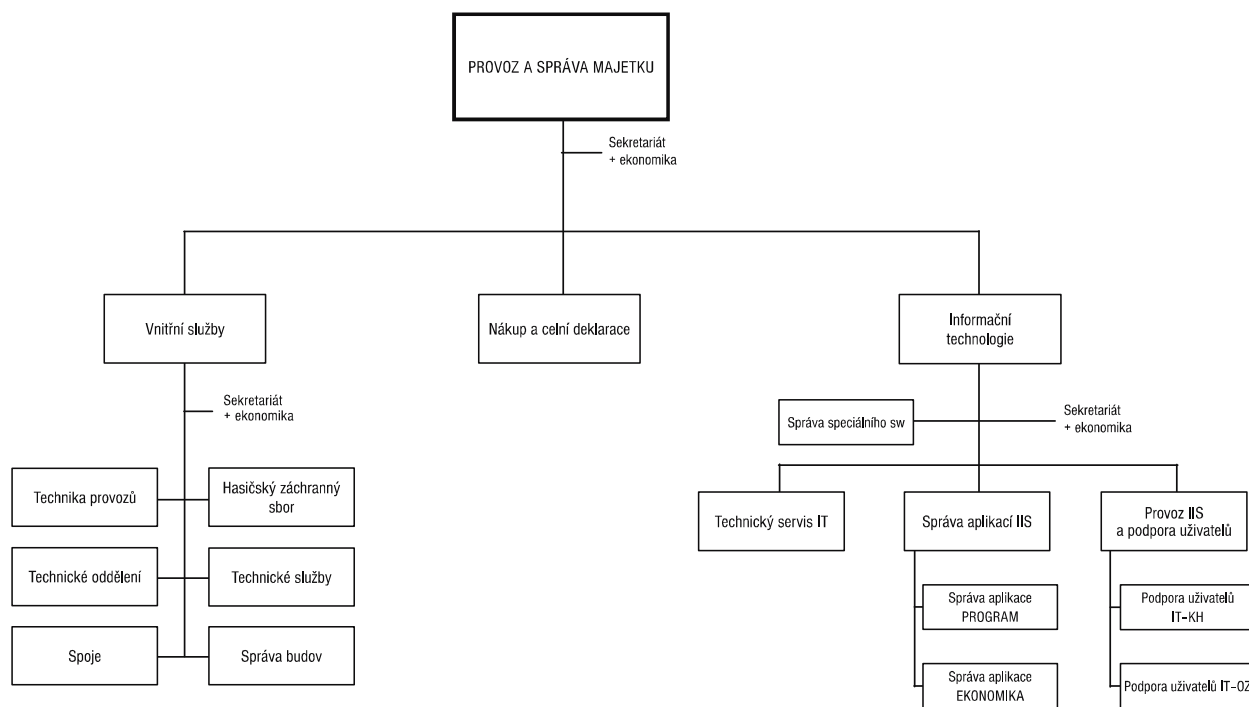 PROVOZ A SPRÁVA MAJETKU
Sekretariát
+ ekonomika
Vnitřní služby
Nákup a celní deklarace
Informační
technologie
Sekretariát
+ ekonomika
Správa speciálního sw
Sekretariát
+ ekonomika
Technika provozů
Hasičský záchranný
sbor
Technický servis IT
Správa aplikací IIS
Provoz IIS
a podpora uživatelů
Technické oddělení
Technické služby
Správa aplikace
PROGRAM
Podpora uživatelů
IT-KH
Spoje
Správa budov
Správa aplikace
EKONOMIKA
Podpora uživatelů IT-OZ